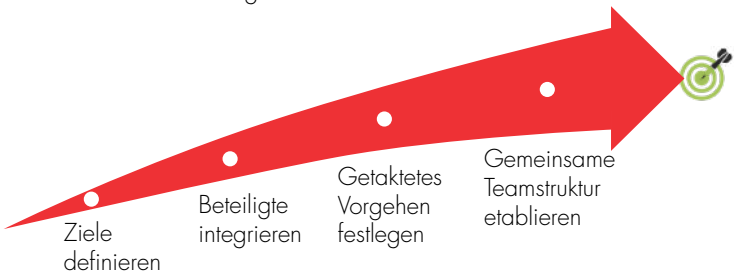 Ziele
definieren
Beteiligte
integrieren
Getaktetes
Vorgehen
festlegen
Gemeinsame
Teamstruktur
etablieren